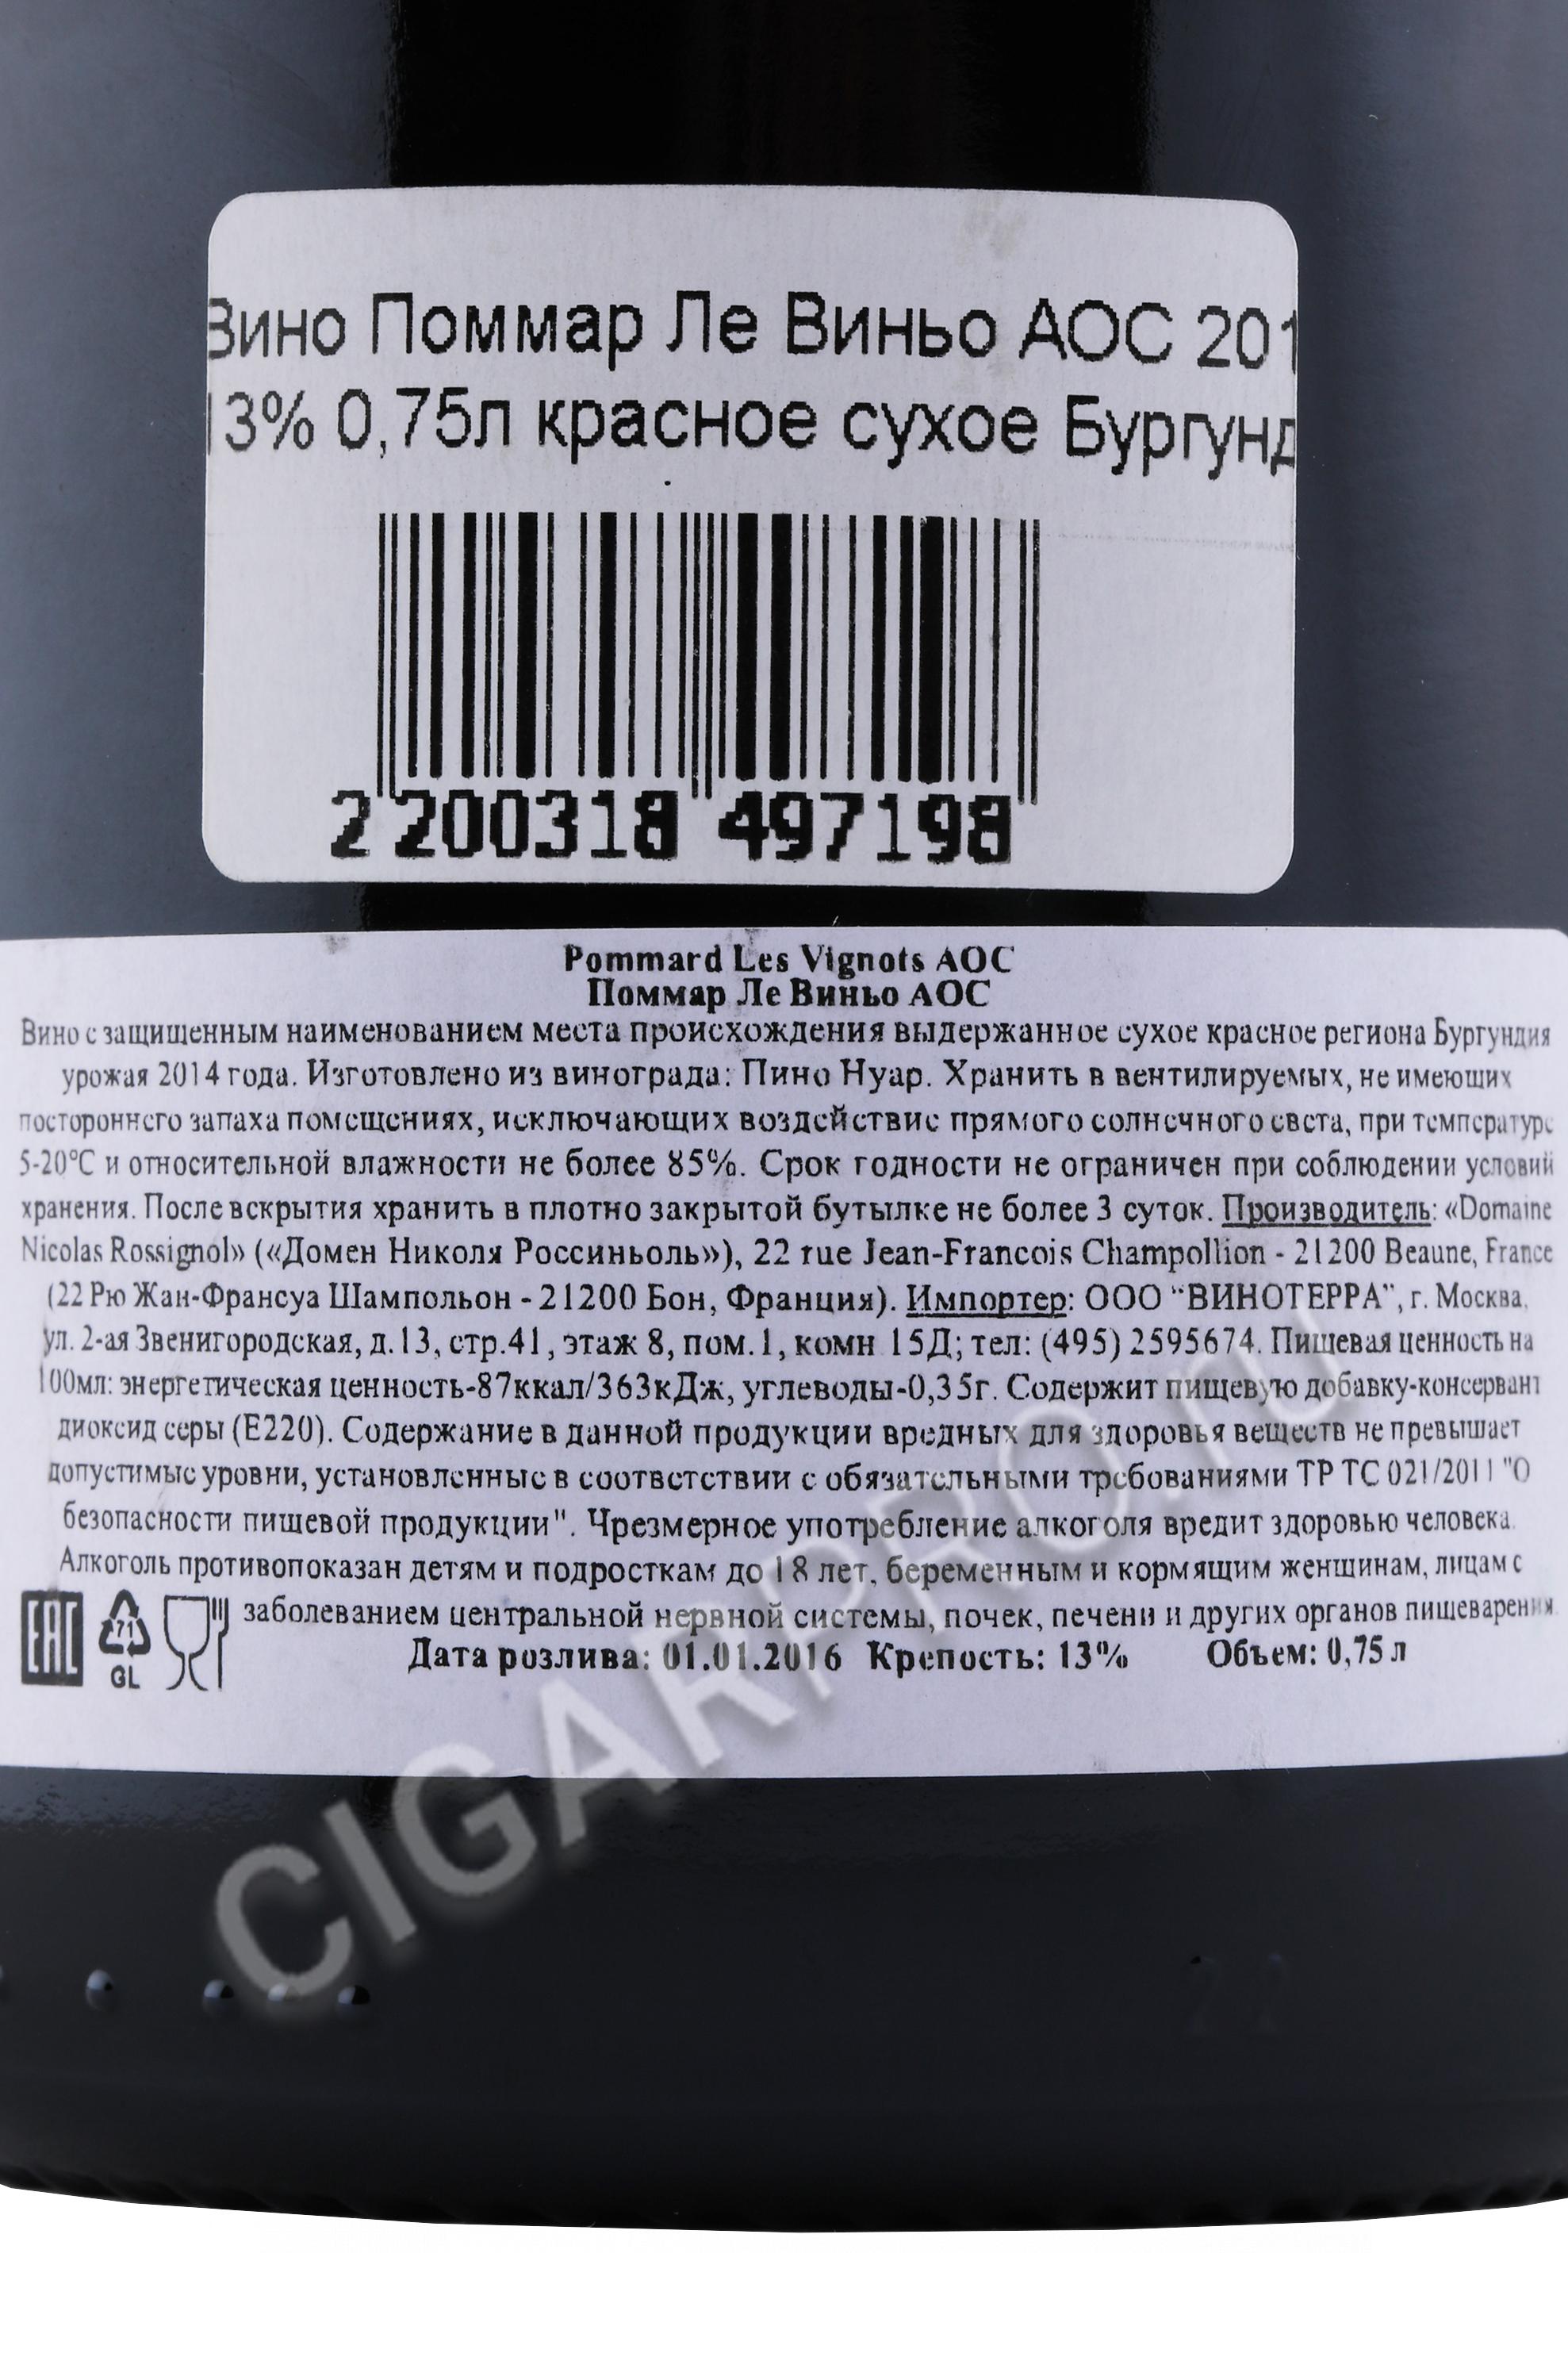 Вино Поммар Ле Виньо АОС 201
13% 0,75л красное сухое Бургунд
2 200318 497198
Pommard Les Vignots AOC
Поммар Ле Виньо АОС
Вино с защищенным наименованием места происхождения выдержанное сухое красное региона Бургундия
урожая 2014 года. Изготовлено из винограда: Пино Нуар. Хранить в вентилируемых, не имеющих
постороннего запаха помещениях, исключающих воздействие прямого солнечного света, при температуре
5-20°С и относительной влажности не более 85%. Срок годности не ограничен при соблюдении условий
хранения. После вскрытия хранить в плотно закрытой бутылке не более 3 суток. Производитель: «Domaine
Nicolas Rossignol» («Домен Николя Россиньоль»), 22 rue Jean-Francois Champollion - 21200 Beaune, France
(22 Рю Жан-Франсуа Шампольон - 21200 Бон, Франция). Импортер: ООО "ВИНОТЕРРА", г. Москва,
ул. 2-ая Звенигородская, д.13, стр.41, этаж 8, пом.1, комн 15Д; тел: (495) 2595674. Пищевая ценность на
100мл: энергетическая ценность-87ккал/363кДж, углеводы-0,35г. Содержит пищевую добавку-консервант
диоксид серы (Е220). Содержание в данной продукции вредных для здоровья веществ не превышает
допустимые уровни, установленные в соответствии с обязательными требованиями ТР ТС 021/2011 "О
безопасности пищевой продукции". Чрезмерное употребление алкоголя вредит здоровью человека.
Алкоголь противопоказан детям и подросткам до 18 лет, беременным и кормящим женщинам, лицам с
заболеванием центральной нервной системы, почек, печени и других органов пищеварения.
EAC 71 GL
Дата розлива: 01.01.2016 Крепость: 13% Объем: 0,75 л
CIGARPRO.ru